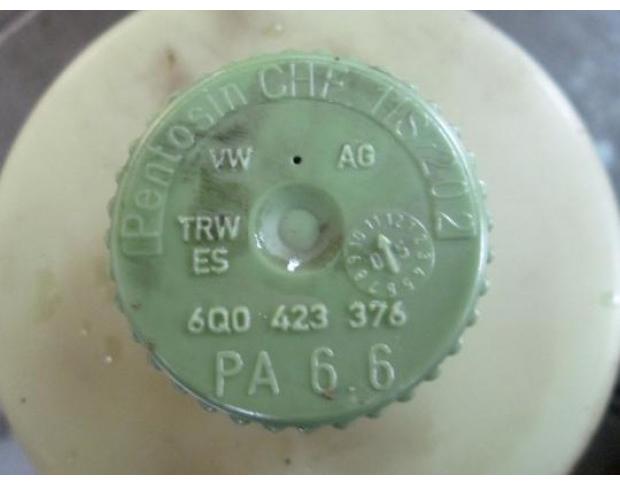 Pentosin CHF 11S/202
VW • AG
TRW
ES
6Q0 423 376
PA 6.6